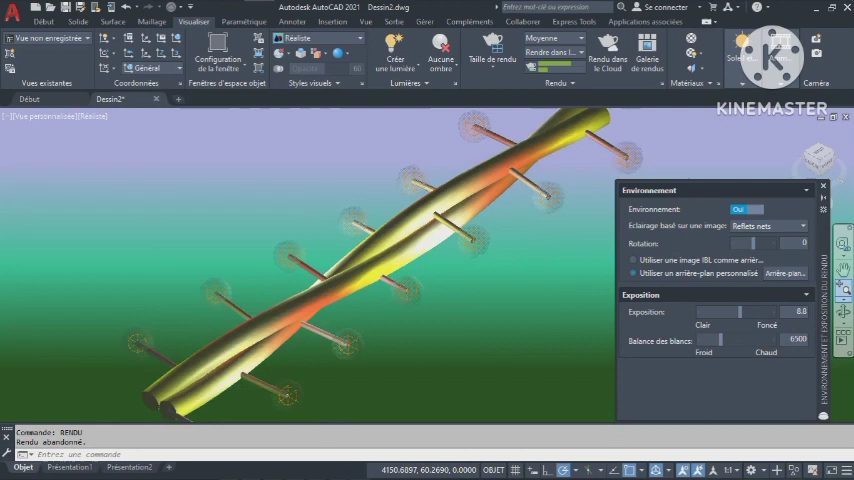 Autodesk AutoCAD 2021 Dessin2.dwg
Entrez mot-clé ou expression
Se connecter
Début Solide Surface Maillage Visualiser Paramétrique Insérer Annoter Vue Sortie Gérer Compléments Collaborer Express Tools Applications associées
Vue non enregistrée
Réaliste
Moyenne
Rendre dans l
Configuration de la fenêtre
Créer une lumière
Aucune ombre
Taille de rendu
Rendu dans le Cloud
Galerie de rendus
Général
Opacité 60
Vues existantes
Fenêtres d'espace objet
Styles visuels
Lumières
Rendu
Matériaux
Caméra
KINEMASTER
Début Dessin2*
[−][Vue personnalisée][Réaliste]
Environnement
Environnement: Oui
Eclairage basé sur une image: Reflets nets
Rotation: 0
Utiliser une image IBL comme arrièr...
Utiliser un arrière-plan personnalisé Arrière-plan...
Exposition
Exposition: 8.8
Clair Foncé
Balance des blancs: 6500
Froid Chaud
ENVIRONNEMENT ET EXPOSITION DU RENDU
Commande: RENDU
Rendu abandonné.
Entrez une commande
Objet Présentation1 Présentation2 +
4150.6897, 60.2690, 0.0000 OBJET
1:1